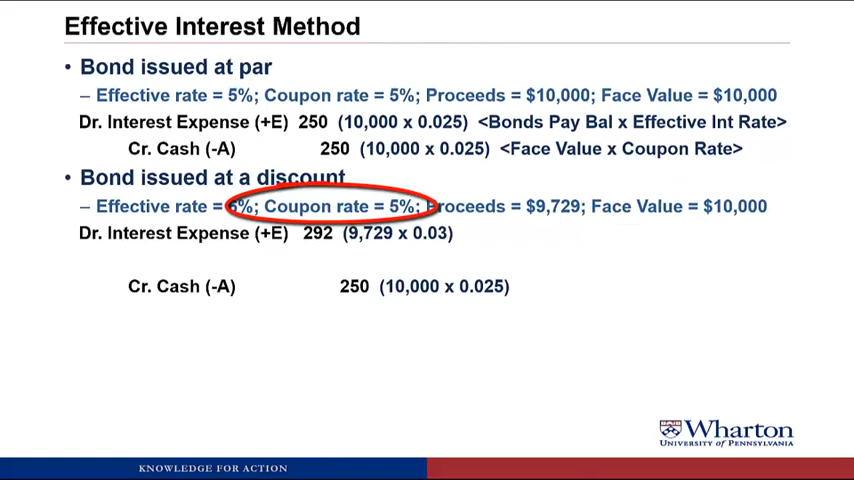 Effective Interest Method
• Bond issued at par
– Effective rate = 5%; Coupon rate = 5%; Proceeds = $10,000; Face Value = $10,000
Dr. Interest Expense (+E) 250 (10,000 x 0.025) <Bonds Pay Bal x Effective Int Rate>
Cr. Cash (-A) 250 (10,000 x 0.025) <Face Value x Coupon Rate>
• Bond issued at a discount
– Effective rate = 6%; Coupon rate = 5%; Proceeds = $9,729; Face Value = $10,000
Dr. Interest Expense (+E) 292 (9,729 x 0.03)
Cr. Cash (-A) 250 (10,000 x 0.025)
Wharton
UNIVERSITY of PENNSYLVANIA
KNOWLEDGE FOR ACTION